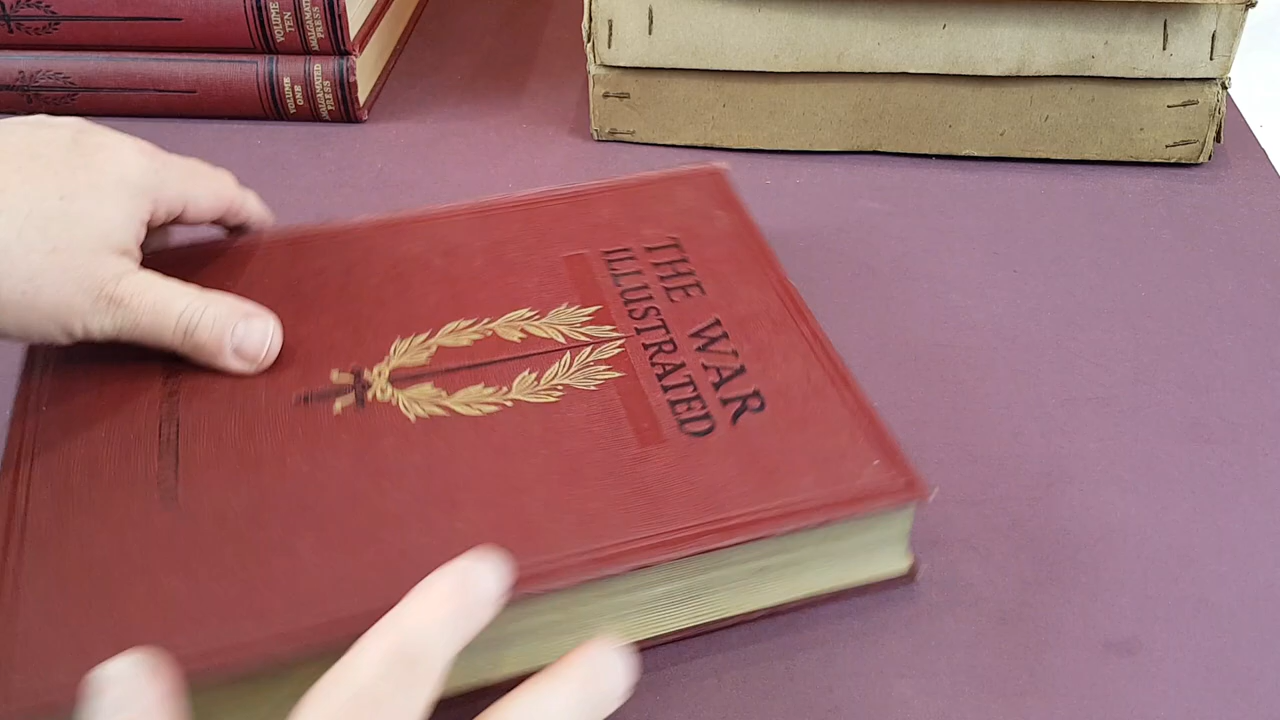 VOLUME
TEN
AMALGAMATED
PRESS
VOLUME
ONE
AMALGAMATED
PRESS
THE WAR
ILLUSTRATED